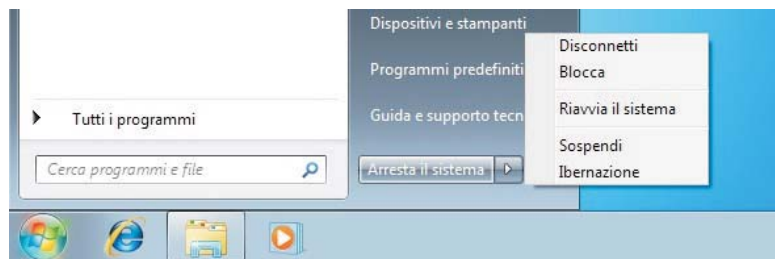 Dispositivi e stampanti
Disconnetti
Programmi predefiniti
Blocca
Tutti i programmi
Guida e supporto tecn
Riavvia il sistema
Sospendi
Cerca programmi e file
Arresta il sistema
Ibernazione